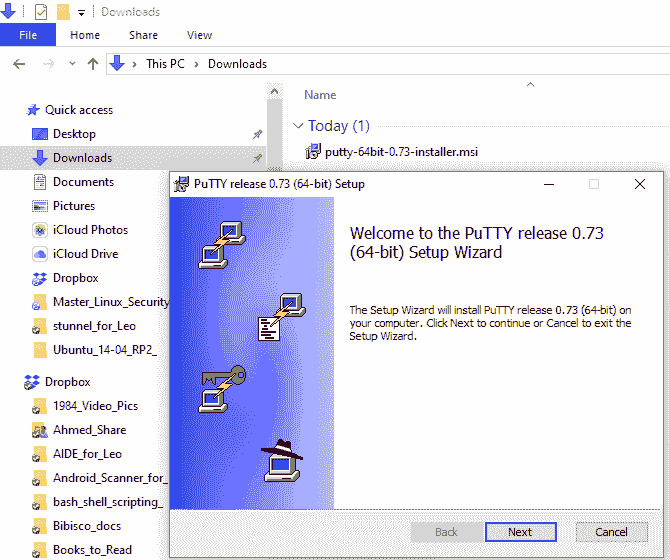 Downloads
File Home Share View
This PC Downloads
Name
Quick access
Desktop
Downloads
Documents
Pictures
iCloud Photos
iCloud Drive
Dropbox
Master_Linux_Security
stunnel_for_Leo
Ubuntu_14-04_RP2_
Dropbox
1984_Video_Pics
Ahmed_Share
AIDE_for_Leo
Android_Scanner_for_
bash_shell_scripting_
Bibisco_docs
Books_to_Read
Today (1)
putty-64bit-0.73-installer.msi
PuTTY release 0.73 (64-bit) Setup
Welcome to the PuTTY release 0.73
(64-bit) Setup Wizard
The Setup Wizard will install PuTTY release 0.73 (64-bit) on
your computer. Click Next to continue or Cancel to exit the
Setup Wizard.
Back Next Cancel